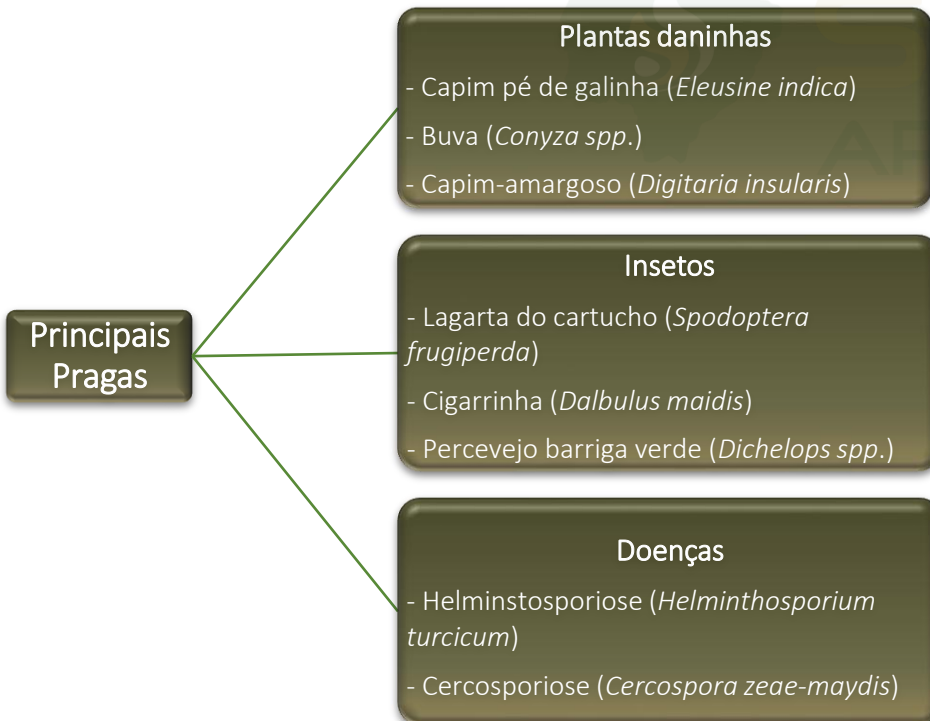 Principais
Pragas
Plantas daninhas
- Capim pé de galinha (Eleusine indica)
- Buva (Conyza spp.)
- Capim-amargoso (Digitaria insularis)
Insetos
- Lagarta do cartucho (Spodoptera
frugiperda)
- Cigarrinha (Dalbulus maidis)
- Percevejo barriga verde (Dichelops spp.)
Doenças
- Helminstosporiose (Helminthosporium
turcicum)
- Cercosporiose (Cercospora zeae-maydis)